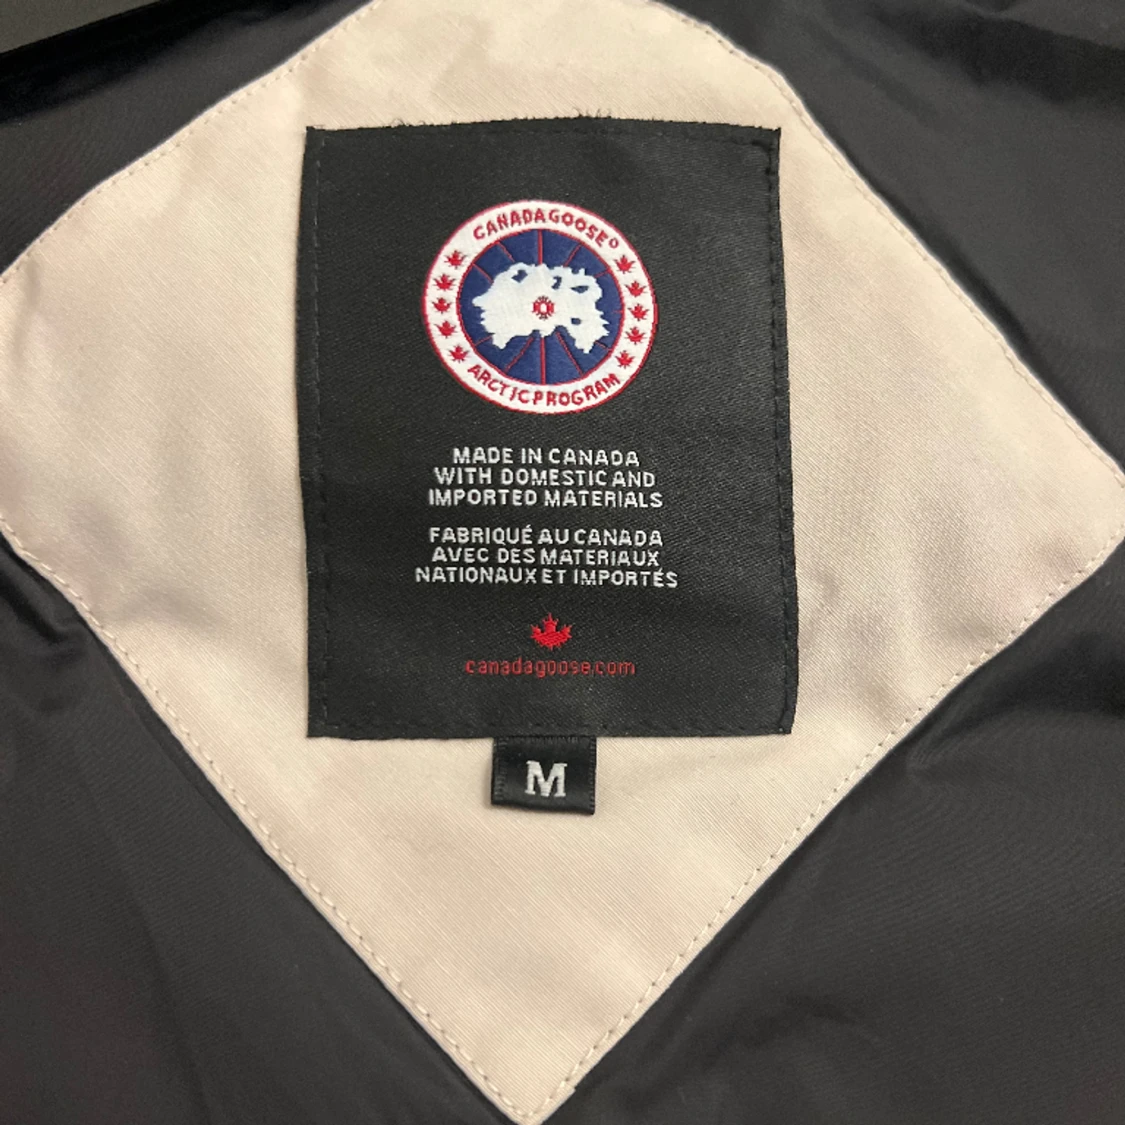 CANADA GOOSE®
ARCTIC PROGRAM
MADE IN CANADA
WITH DOMESTIC AND
IMPORTED MATERIALS
FABRIQUÉ AU CANADA
AVEC DES MATERIAUX
NATIONAUX ET IMPORTÉS
canadagoose.com
M